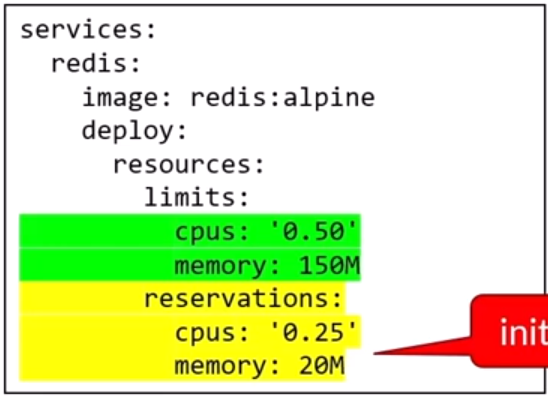 services:
  redis:
    image: redis:alpine
    deploy:
      resources:
        limits:
          cpus: '0.50'
          memory: 150M
        reservations:
          cpus: '0.25'
          memory: 20M
init